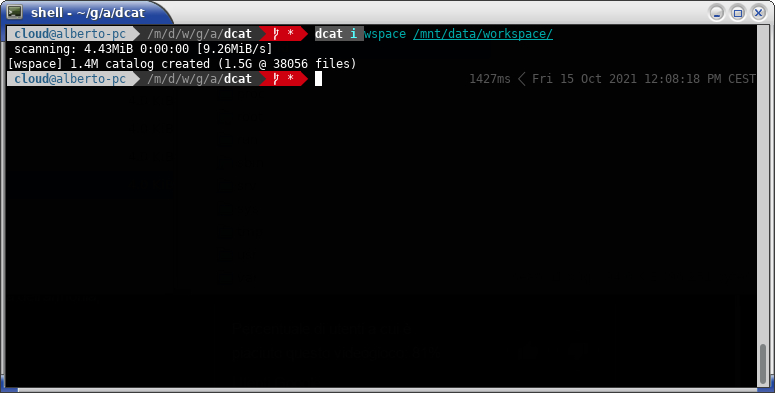 shell - ~/g/a/dcat
cloud@alberto-pc /m/d/w/g/a/dcat * dcat i wspace /mnt/data/workspace/
scanning: 4.43MiB 0:00:00 [9.26MiB/s]
[wspace] 1.4M catalog created (1.5G @ 38056 files)
cloud@alberto-pc /m/d/w/g/a/dcat * 1427ms < Fri 15 Oct 2021 12:08:18 PM CEST